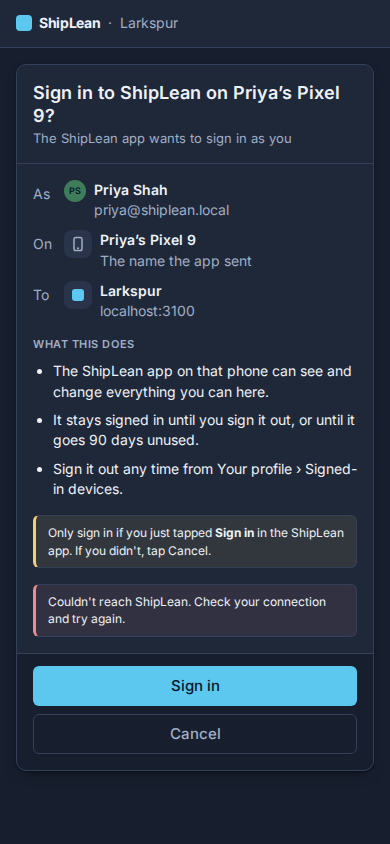 ShipLean · Larkspur
Sign in to ShipLean on Priya's Pixel
9?
The ShipLean app wants to sign in as you
As PS Priya Shah
priya@shiplean.local
On Priya's Pixel 9
The name the app sent
To Larkspur
localhost:3100
WHAT THIS DOES
• The ShipLean app on that phone can see and
change everything you can here.
• It stays signed in until you sign it out, or until it
goes 90 days unused.
• Sign it out any time from Your profile › Signed-
in devices.
Only sign in if you just tapped Sign in in the ShipLean
app. If you didn't, tap Cancel.
Couldn't reach ShipLean. Check your connection
and try again.
Sign in
Cancel